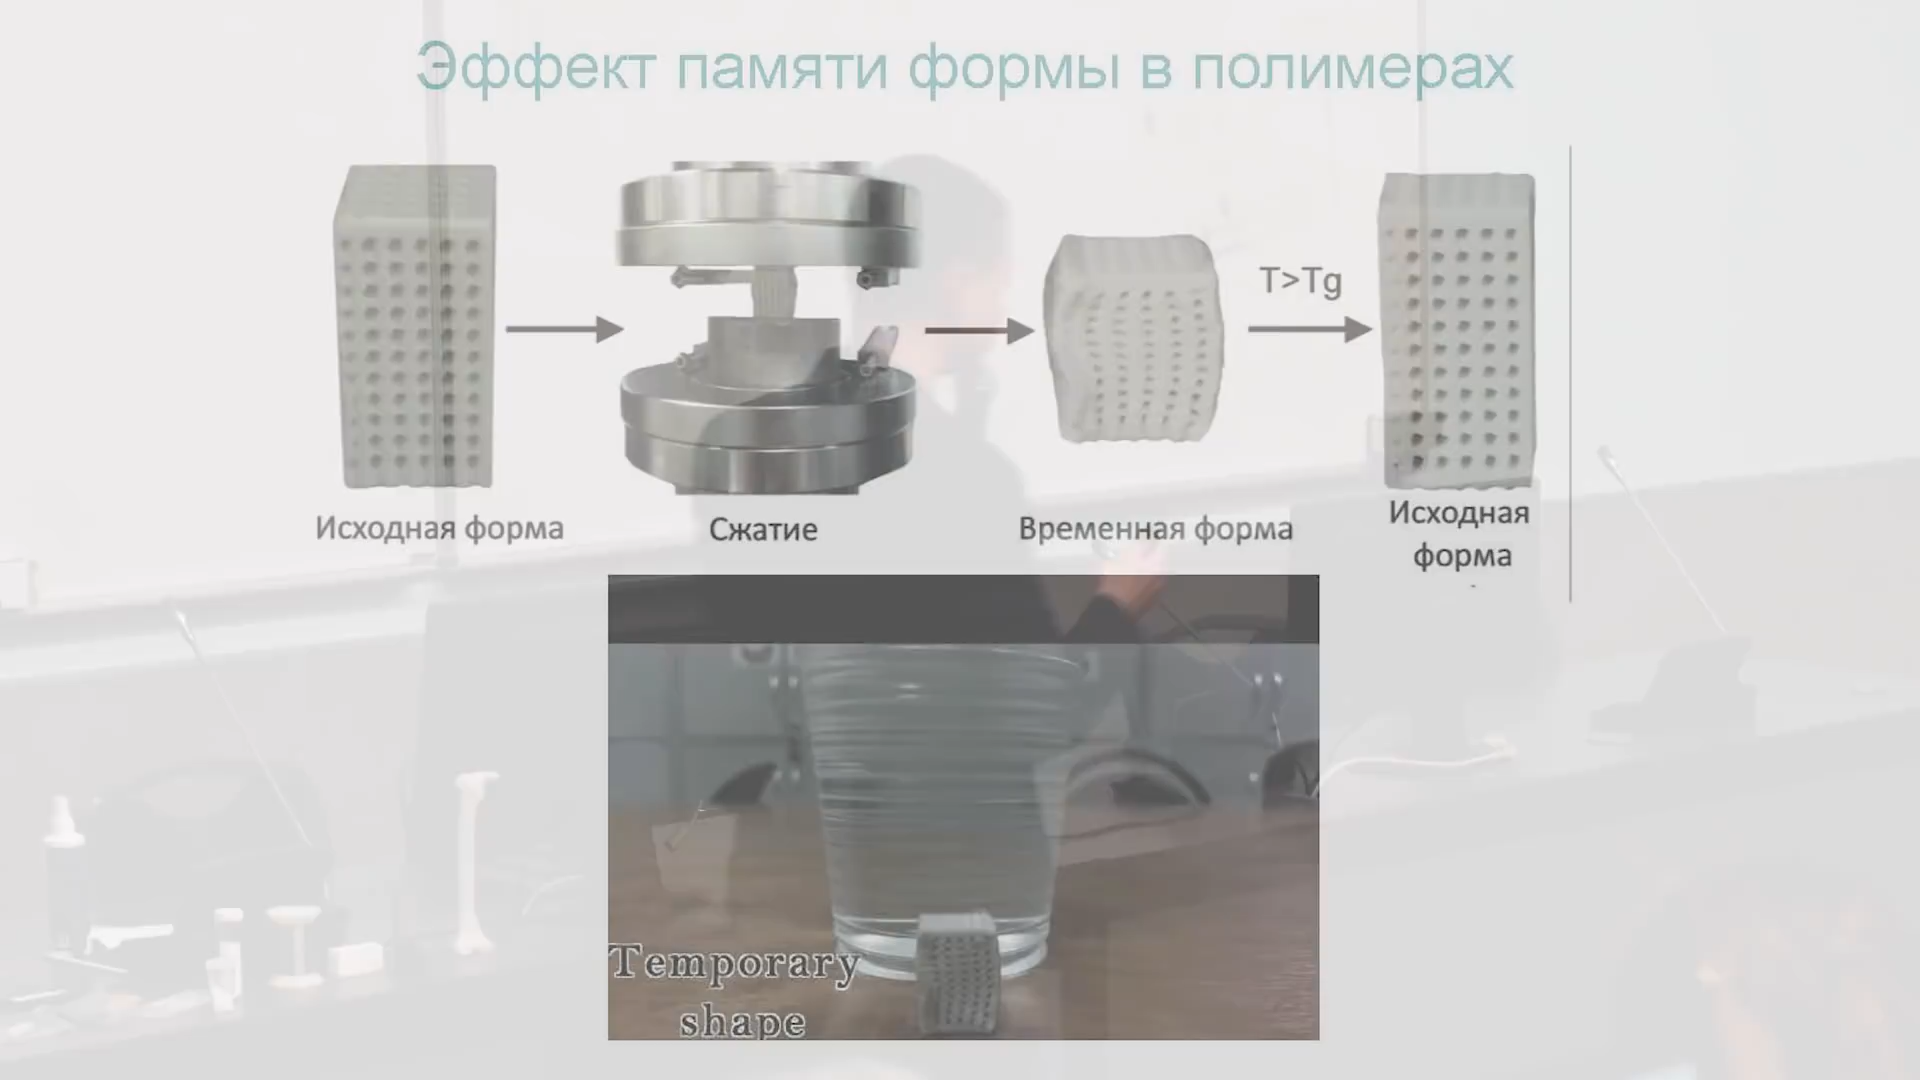 Эффект памяти формы в полимерах
T>Tg
Исходная форма
Сжатие
Временная форма
Исходная
форма
Temporary
shape